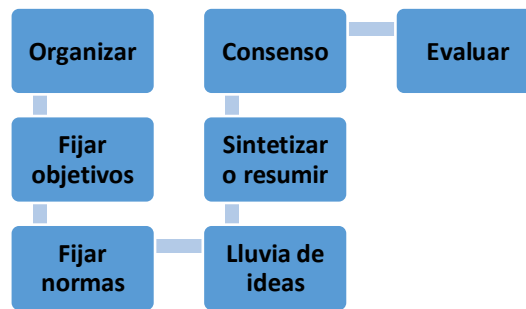 Organizar
Fijar
objetivos
Fijar
normas
Lluvia de
ideas
Sintetizar
o resumir
Consenso
Evaluar